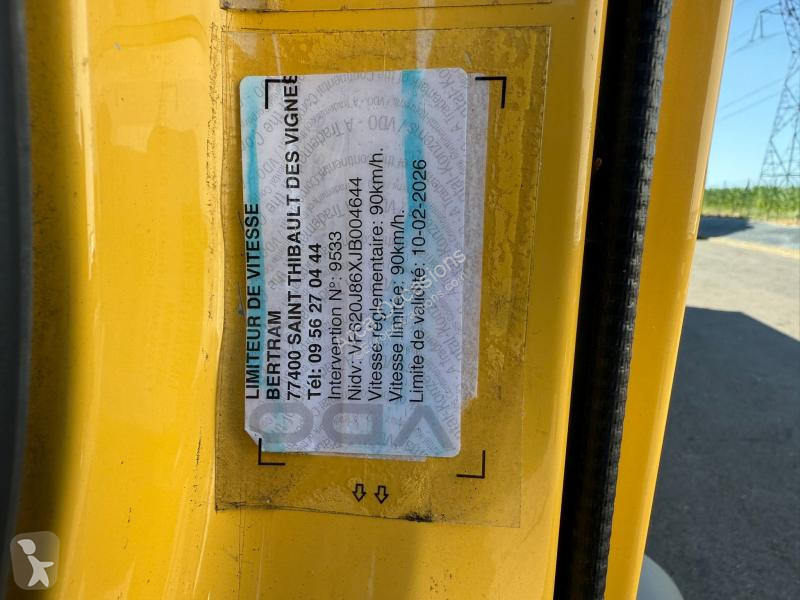 LIMITEUR DE VITESSE
BERTRAM
77400 SAINT THIBAULT DES VIGNES
Tél: 09 56 27 04 44
Intervention N°: 9533
Nidv: VF620J86XJB004644
Vitesse réglementaire: 90km/h.
Vitesse limitée: 90km/h.
Limite de validité: 10-02-2026
VDO